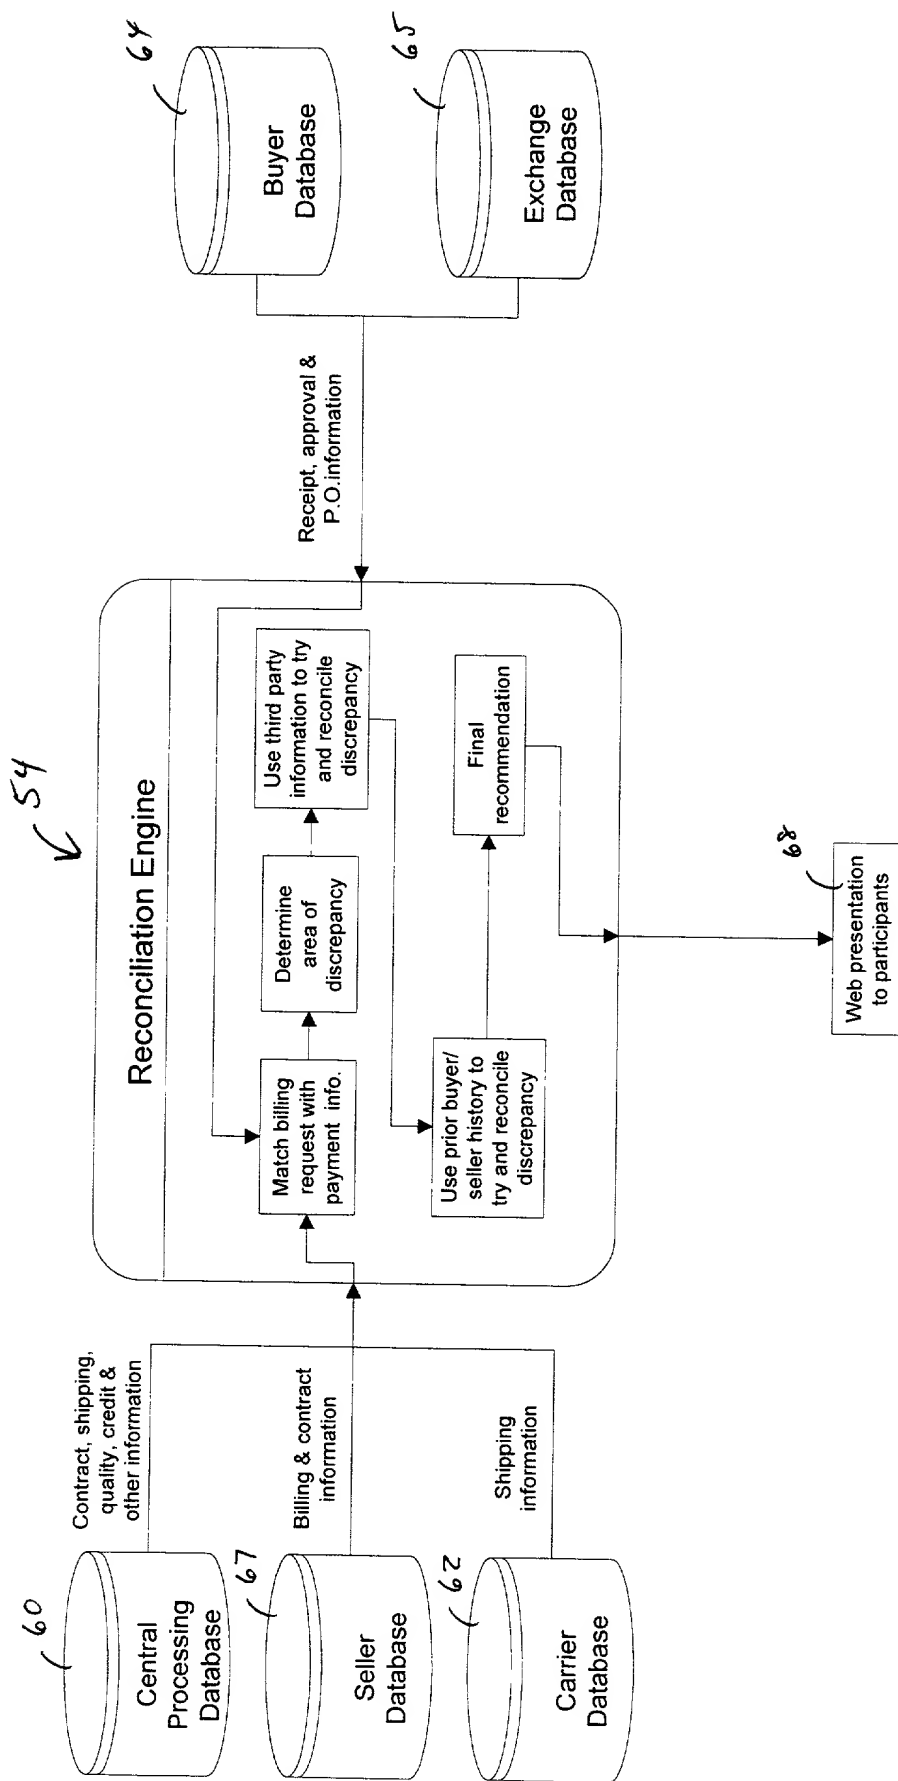 54
Reconciliation Engine
60
Central
Processing
Database
Contract, shipping,
quality, credit &
other information
67
Seller
Database
Billing & contract
information
62
Carrier
Database
Shipping
information
Match billing
request with
payment info.
Determine
area of
discrepancy
Use third party
information to try
and reconcile
discrepancy
Use prior buyer/
seller history to
try and reconcile
discrepancy
Final
recommendation
Receipt, approval &
P.O.information
64
Buyer
Database
65
Exchange
Database
68
Web presentation
to participants